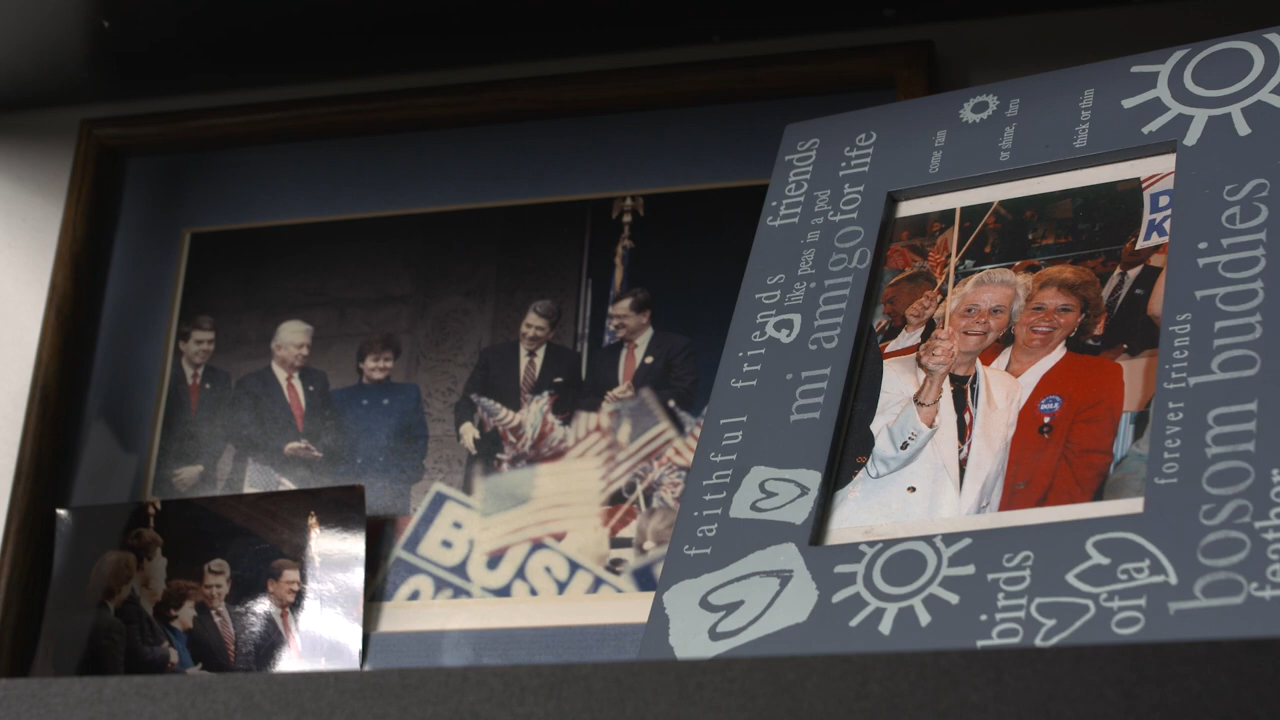 BUSH
faithful friends
friends
& like peas in a pod
mi amigo for life
come rain
or shine, thru
thick or thin
DOLE
forever friends
bosom buddies
birds
of a
feather